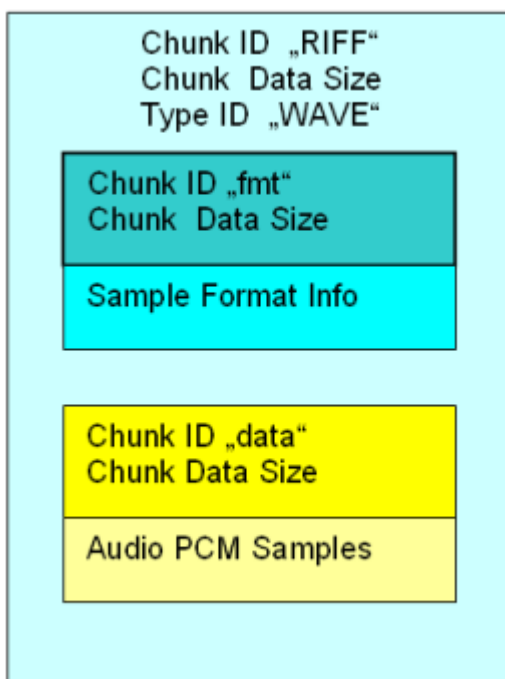 Chunk ID „RIFF“
Chunk Data Size
Type ID „WAVE“
Chunk ID „fmt“
Chunk Data Size
Sample Format Info
Chunk ID „data“
Chunk Data Size
Audio PCM Samples